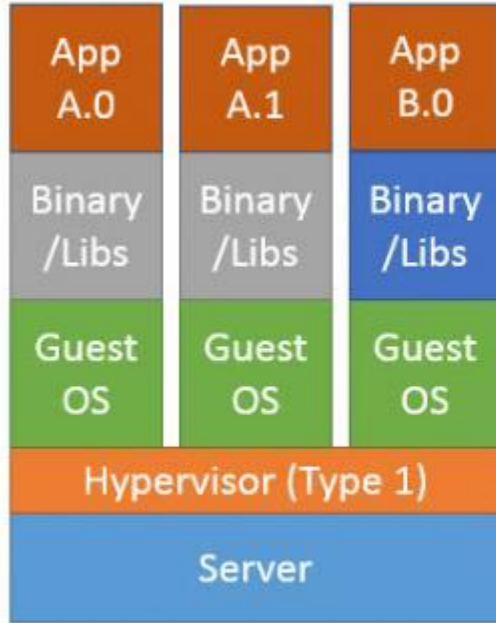 App
A.0
App
A.1
App
B.0
Binary
/Libs
Binary
/Libs
Binary
/Libs
Guest
OS
Guest
OS
Guest
OS
Hypervisor (Type 1)
Server